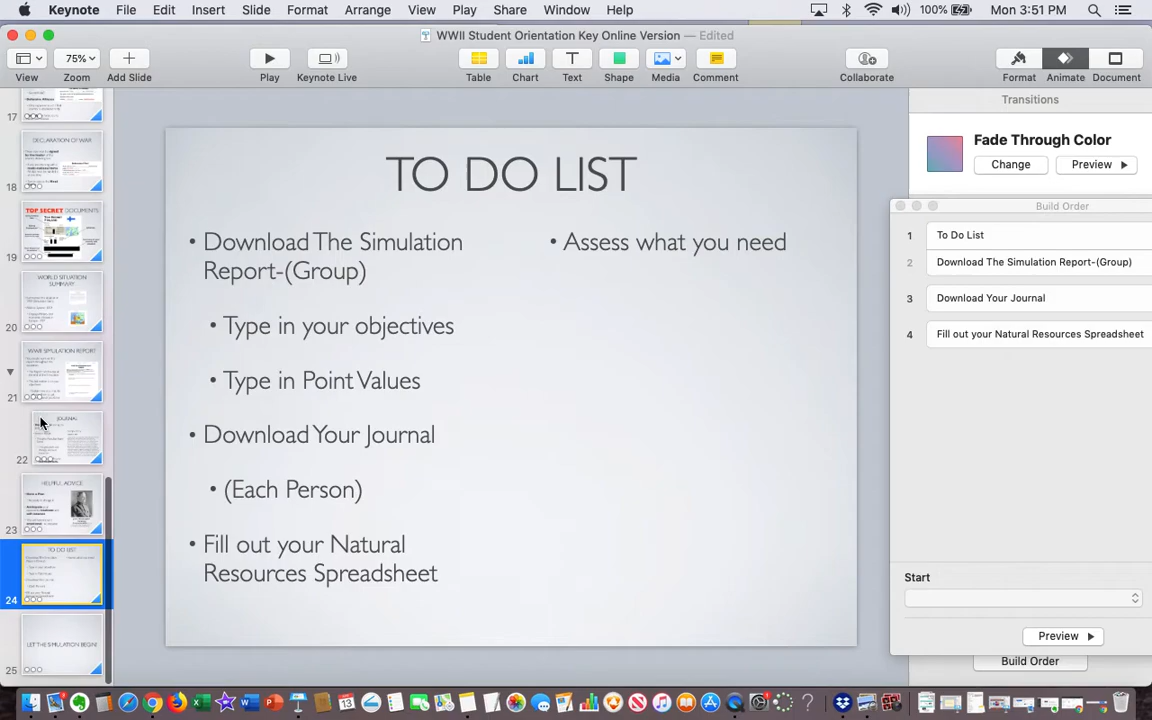 Keynote File Edit Insert Slide Format Arrange View Play Share Window Help 100% Mon 3:51 PM
WWII Student Orientation Key Online Version — Edited
75%
View Zoom Add Slide Play Keynote Live Table Chart Text Shape Media Comment Collaborate Format Animate Document
Transitions
Fade Through Color
Change Preview
Build Order
1 To Do List
2 Download The Simulation Report-(Group)
3 Download Your Journal
4 Fill out your Natural Resources Spreadsheet
Start
Preview
Build Order
17
DECLARATION OF WAR
18
TOP SECRET DOCUMENTS
19
WORLD SITUATION
SUMMARY
20
WWII SIMULATION REPORT
21
JOURNAL
22
HELPFUL ADVICE
23
TO DO LIST
24
LET THE SIMULATION BEGIN!
25
TO DO LIST
• Download The Simulation
Report-(Group)
• Type in your objectives
• Type in Point Values
• Download Your Journal
• (Each Person)
• Fill out your Natural
Resources Spreadsheet
• Assess what you need